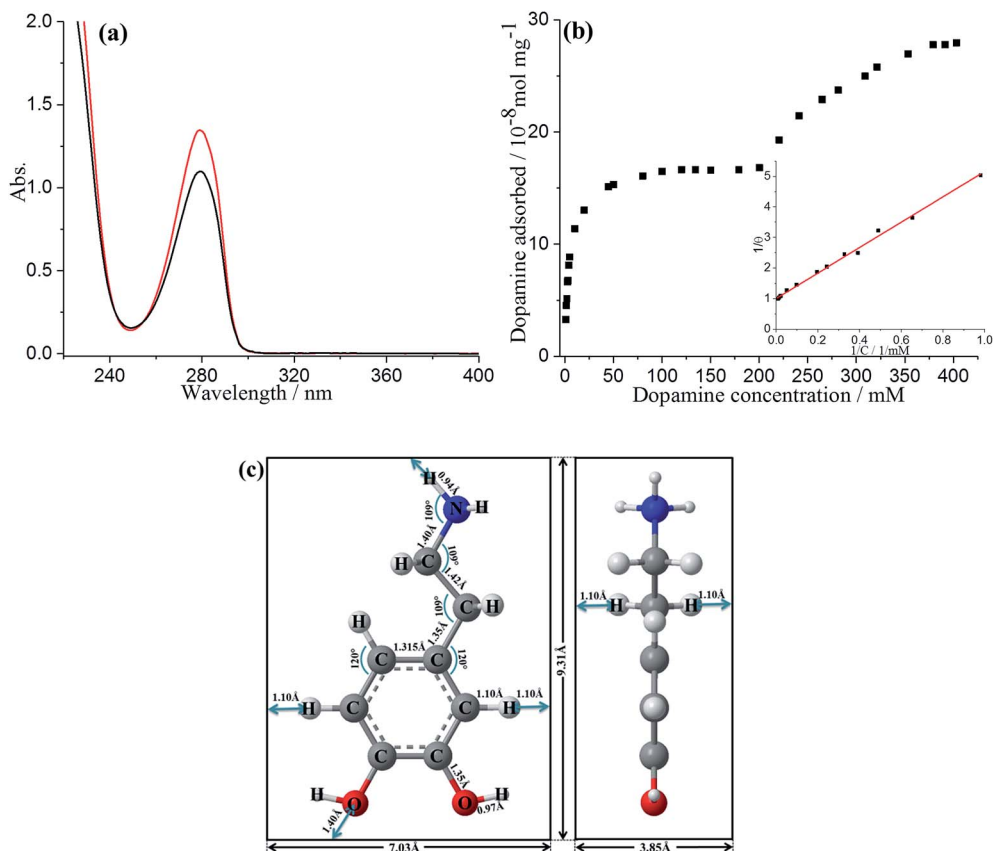 (a)
2.0
1.5
1.0
0.5
0.0
Abs.
240 280 320 360 400
Wavelength / nm
(b)
30
20
10
0
Dopamine adsorbed / 10⁻⁸mol mg⁻¹
0 50 100 150 200 250 300 350 400
Dopamine concentration / mM
5
4
3
2
1
0
1/θ
0.0 0.2 0.4 0.6 0.8 1.0
1/C / 1/mM
(c)
H
0.94Å
N H
109°
1.40Å
H C
109°
1.42Å
109°
C H
H
1.35Å
1.315Å
C C
120° 120°
1.10Å
H C
C H
1.10Å 1.10Å
C C
1.35Å
H O
O H
0.97Å
1.40Å
7.03Å
9.31Å
1.10Å
H C H
1.10Å
3.85Å